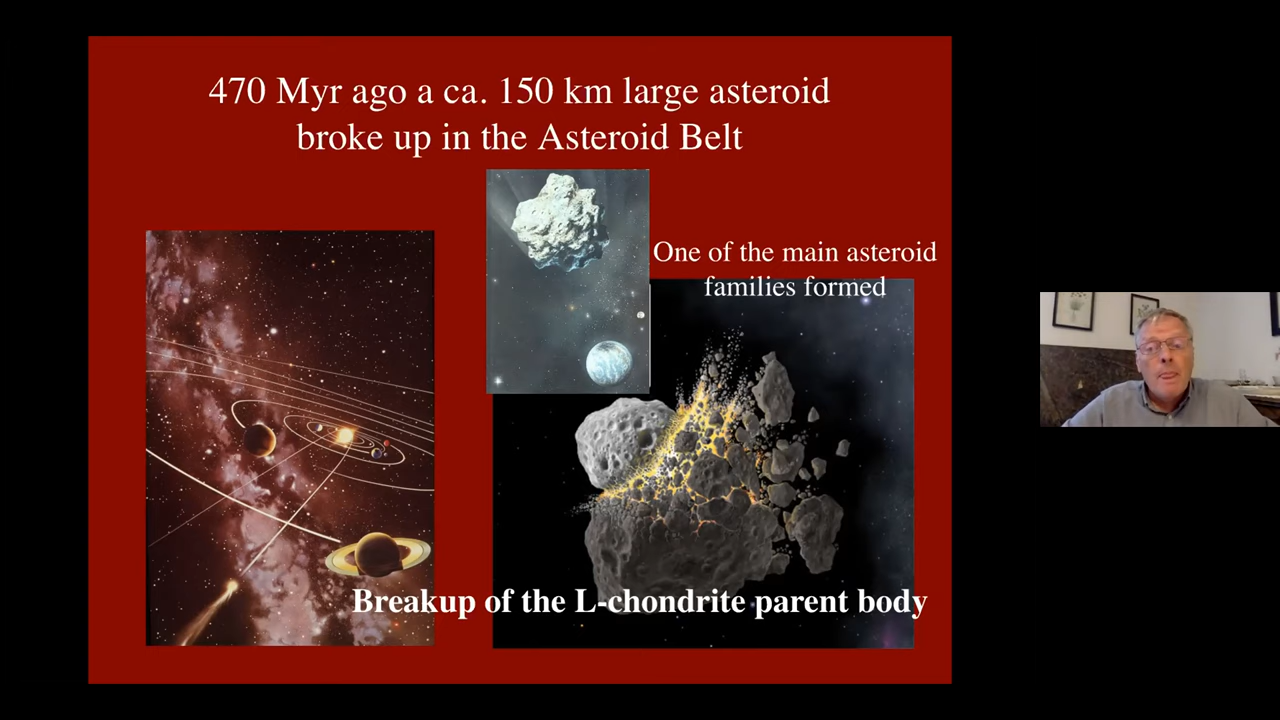 470 Myr ago a ca. 150 km large asteroid
broke up in the Asteroid Belt
One of the main asteroid
families formed
Breakup of the L-chondrite parent body